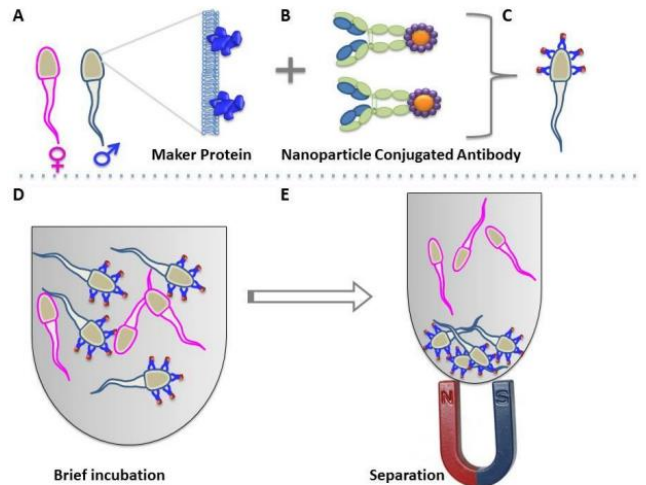 A
B
C
Maker Protein
Nanoparticle Conjugated Antibody
D
E
N
S
Brief incubation
Separation